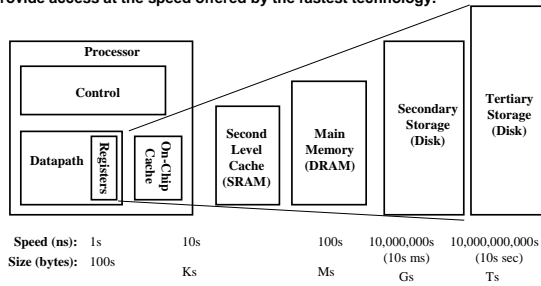 provide access at the speed offered by the fastest technology.
Processor
Control
Datapath
Registers
On-Chip
Cache
Second
Level
Cache
(SRAM)
Main
Memory
(DRAM)
Secondary
Storage
(Disk)
Tertiary
Storage
(Disk)
Speed (ns): 1s 10s 100s 10,000,000s 10,000,000,000s
(10s ms) (10s sec)
Size (bytes): 100s
Ks Ms Gs Ts